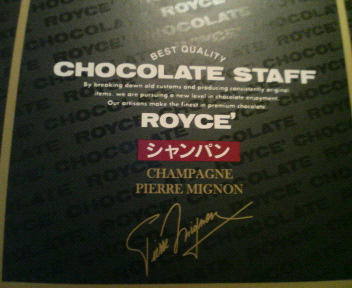 BEST QUALITY
CHOCOLATE STAFF
By breaking down old customs and producing consistently original
items, we are pursuing a new level in chocolate enjoyment.
Our artisans make the finest in premium chocolate.
ROYCE'
シャンパン
CHAMPAGNE
PIERRE MIGNON
Pierre Mignon